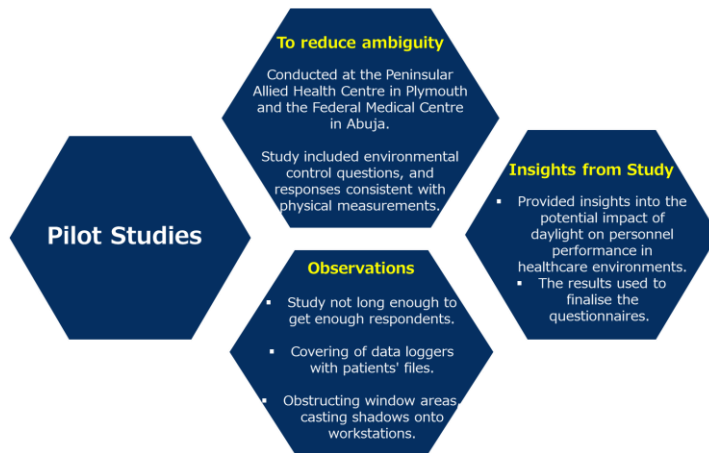 Pilot Studies
To reduce ambiguity
Conducted at the Peninsular
Allied Health Centre in Plymouth
and the Federal Medical Centre
in Abuja.
Study included environmental
control questions, and
responses consistent with
physical measurements.
Observations
▪ Study not long enough to
get enough respondents.
▪ Covering of data loggers
with patients' files.
▪ Obstructing window areas,
casting shadows onto
workstations.
Insights from Study
▪ Provided insights into the
potential impact of
daylight on personnel
performance in
healthcare environments.
▪ The results used to
finalise the
questionnaires.